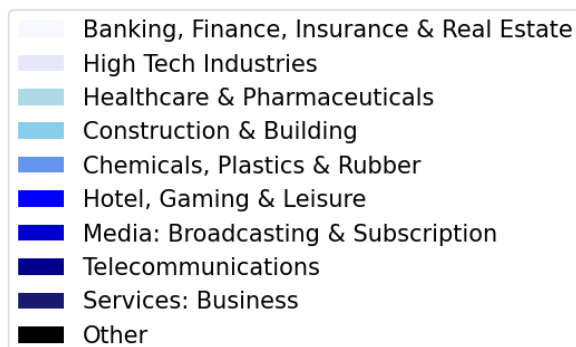 Banking, Finance, Insurance & Real Estate
High Tech Industries
Healthcare & Pharmaceuticals
Construction & Building
Chemicals, Plastics & Rubber
Hotel, Gaming & Leisure
Media: Broadcasting & Subscription
Telecommunications
Services: Business
Other